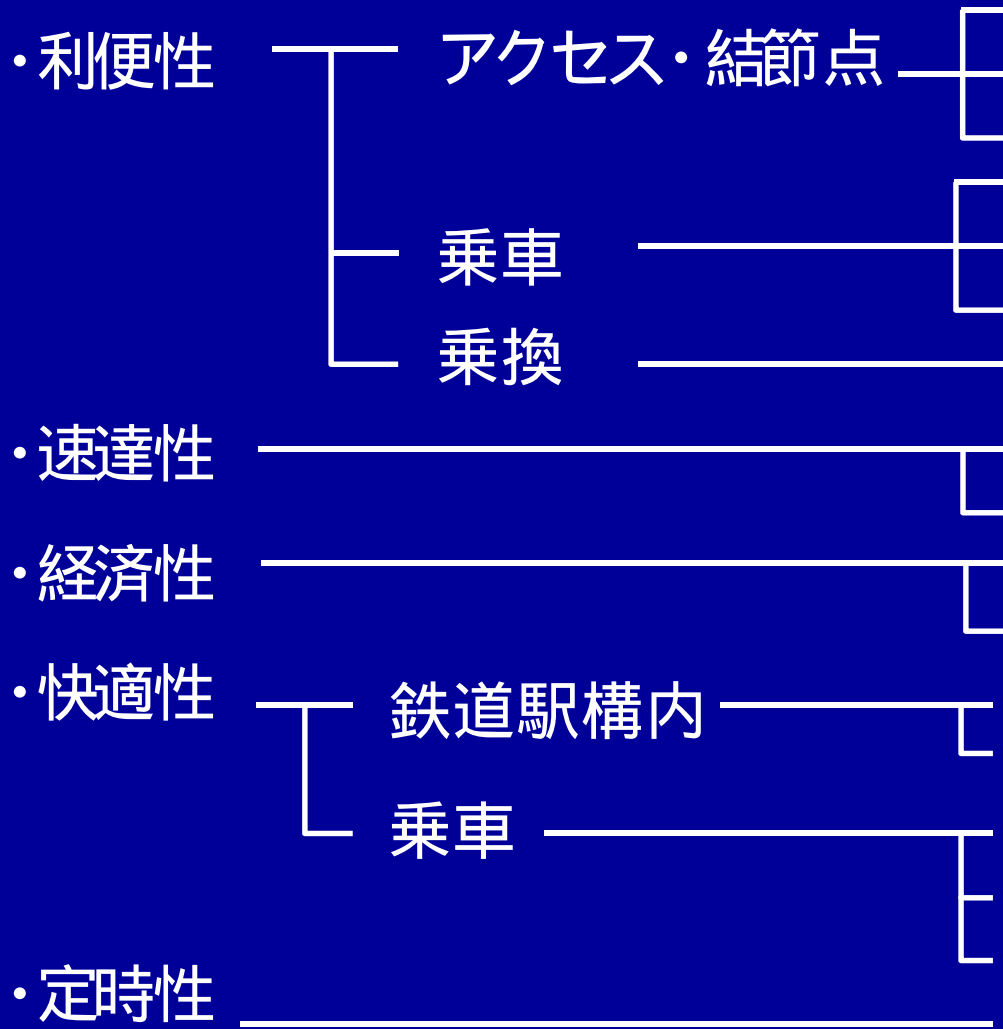 ・利便性
アクセス・結節点
乗車
乗換
・速達性
・経済性
・快適性
鉄道駅構内
乗車
・定時性